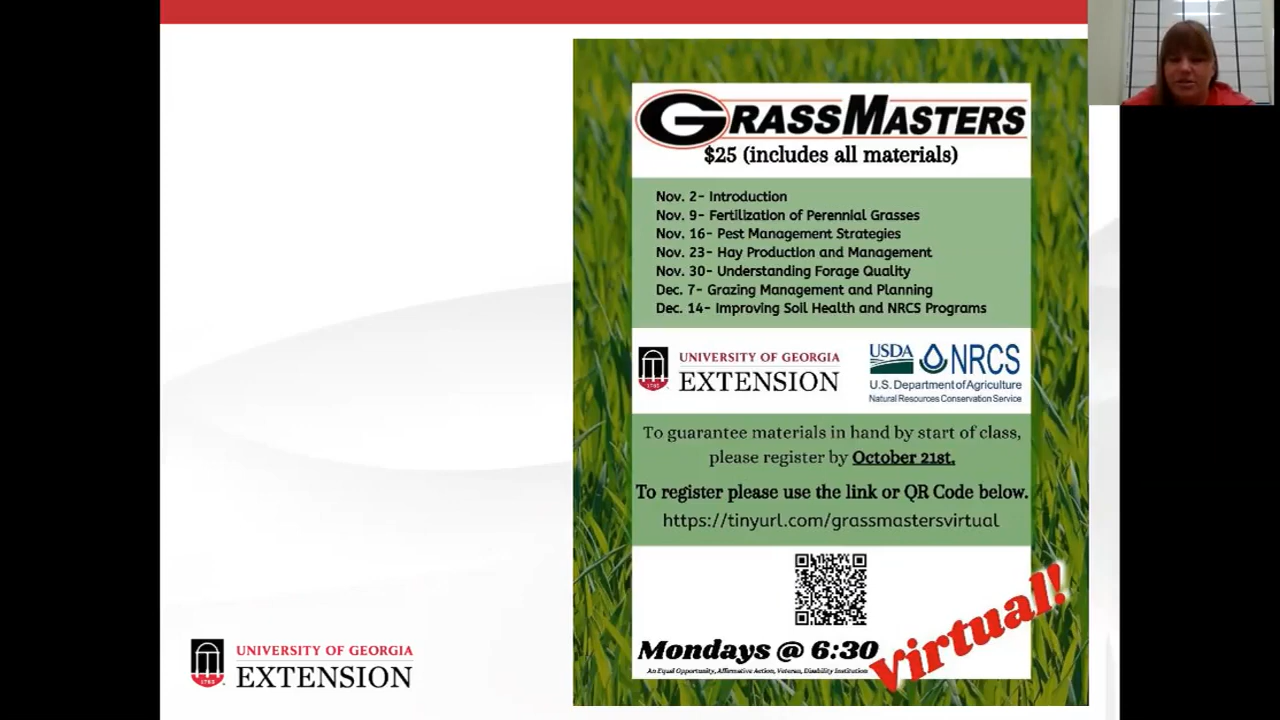 GRASSMASTERS
$25 (includes all materials)
Nov. 2- Introduction
Nov. 9- Fertilization of Perennial Grasses
Nov. 16- Pest Management Strategies
Nov. 23- Hay Production and Management
Nov. 30- Understanding Forage Quality
Dec. 7- Grazing Management and Planning
Dec. 14- Improving Soil Health and NRCS Programs
1785
UNIVERSITY OF GEORGIA
EXTENSION
USDA NRCS
U.S. Department of Agriculture
Natural Resources Conservation Service
To guarantee materials in hand by start of class,
please register by October 21st.
To register please use the link or QR Code below.
https://tinyurl.com/grassmastersvirtual
Mondays @ 6:30
virtual!
An Equal Opportunity, Affirmative Action, Veteran, Disability Institution
1785
UNIVERSITY OF GEORGIA
EXTENSION